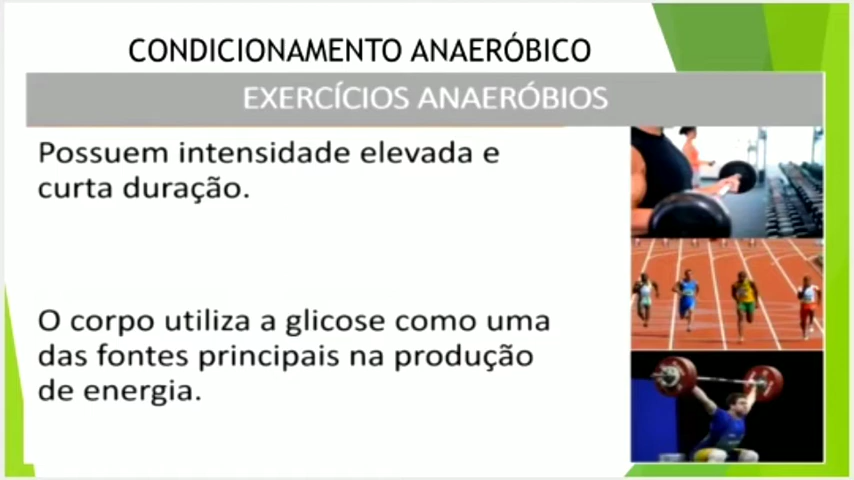 CONDICIONAMENTO ANAERÓBICO
EXERCÍCIOS ANAERÓBIOS
Possuem intensidade elevada e
curta duração.
O corpo utiliza a glicose como uma
das fontes principais na produção
de energia.